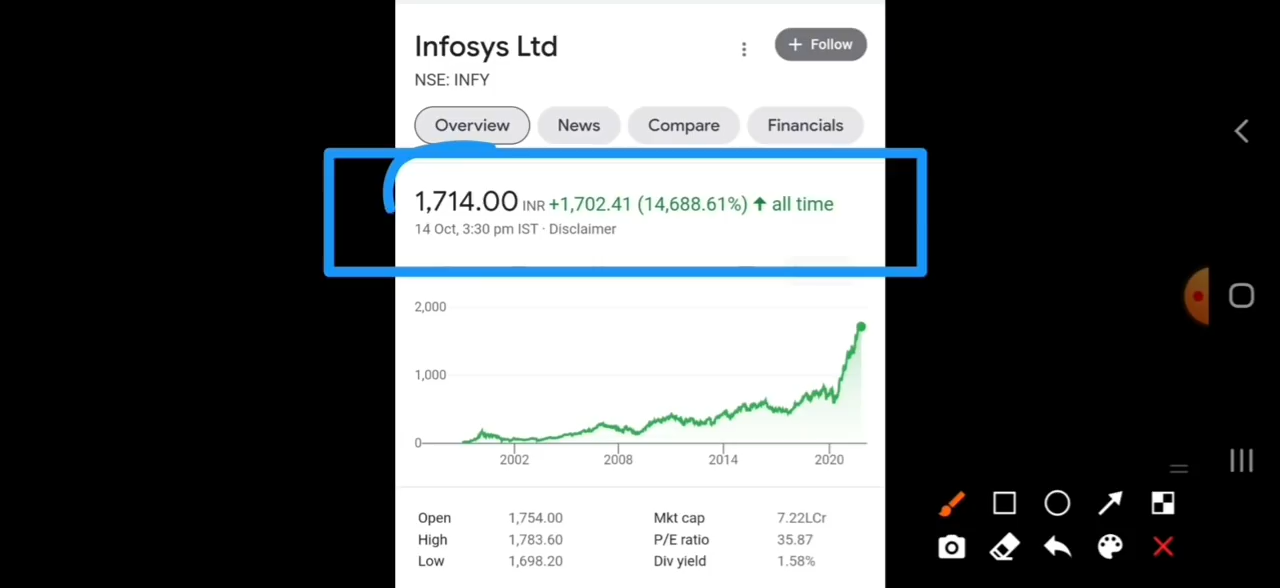 Infosys Ltd
+ Follow
NSE: INFY
Overview News Compare Financials
1,714.00 INR +1,702.41 (14,688.61%) ↑ all time
14 Oct, 3:30 pm IST · Disclaimer
2,000
1,000
0
2002 2008 2014 2020
Open 1,754.00 Mkt cap 7.22LCr
High 1,783.60 P/E ratio 35.87
Low 1,698.20 Div yield 1.58%